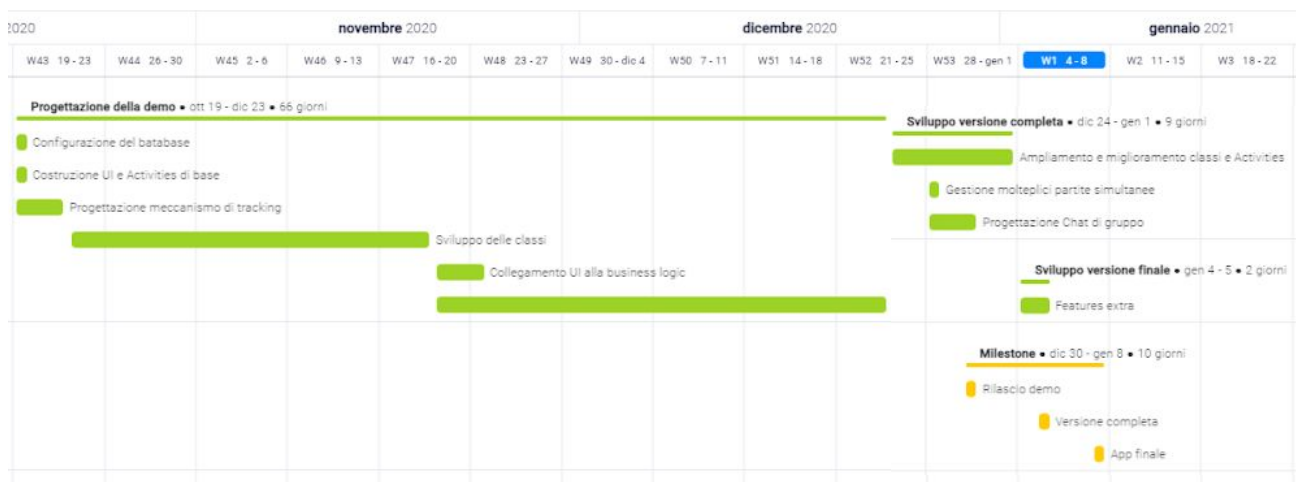 2020 novembre 2020 dicembre 2020 gennaio 2021
W43 19 - 23 W44 26 - 30 W45 2 - 6 W46 9 - 13 W47 16 - 20 W48 23 - 27 W49 30 - dic 4 W50 7 - 11 W51 14 - 18 W52 21 - 25 W53 28 - gen 1 W1 4 - 8 W2 11 - 15 W3 18 - 22
Progettazione della demo • ott 19 - dic 23 • 66 giorni
Configurazione del batabase
Costruzione UI e Activities di base
Progettazione meccanismo di tracking
Sviluppo delle classi
Collegamento UI alla business logic
Sviluppo versione completa • dic 24 - gen 1 • 9 giorni
Ampliamento e miglioramento classi e Activities
Gestione molteplici partite simultanee
Progettazione Chat di gruppo
Sviluppo versione finale • gen 4 - 5 • 2 giorni
Features extra
Milestone • dic 30 - gen 8 • 10 giorni
Rilascio demo
Versione completa
App finale